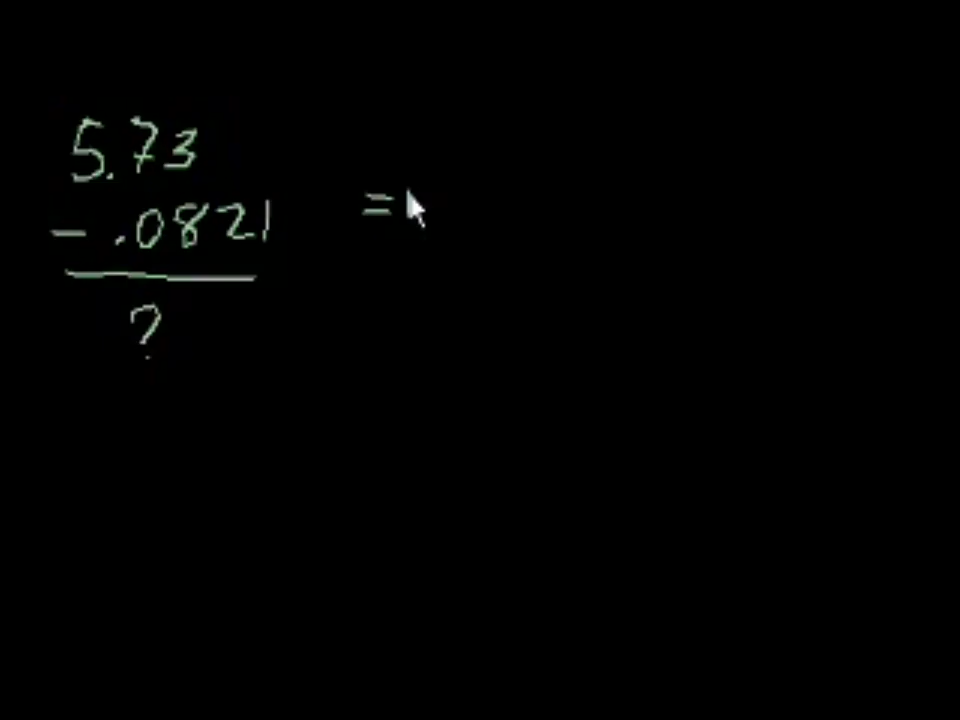 5.73
- .0821 =
?